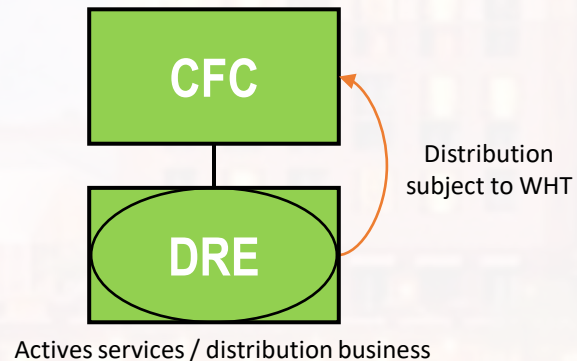 CFC
Distribution
subject to WHT
DRE
Actives services / distribution business